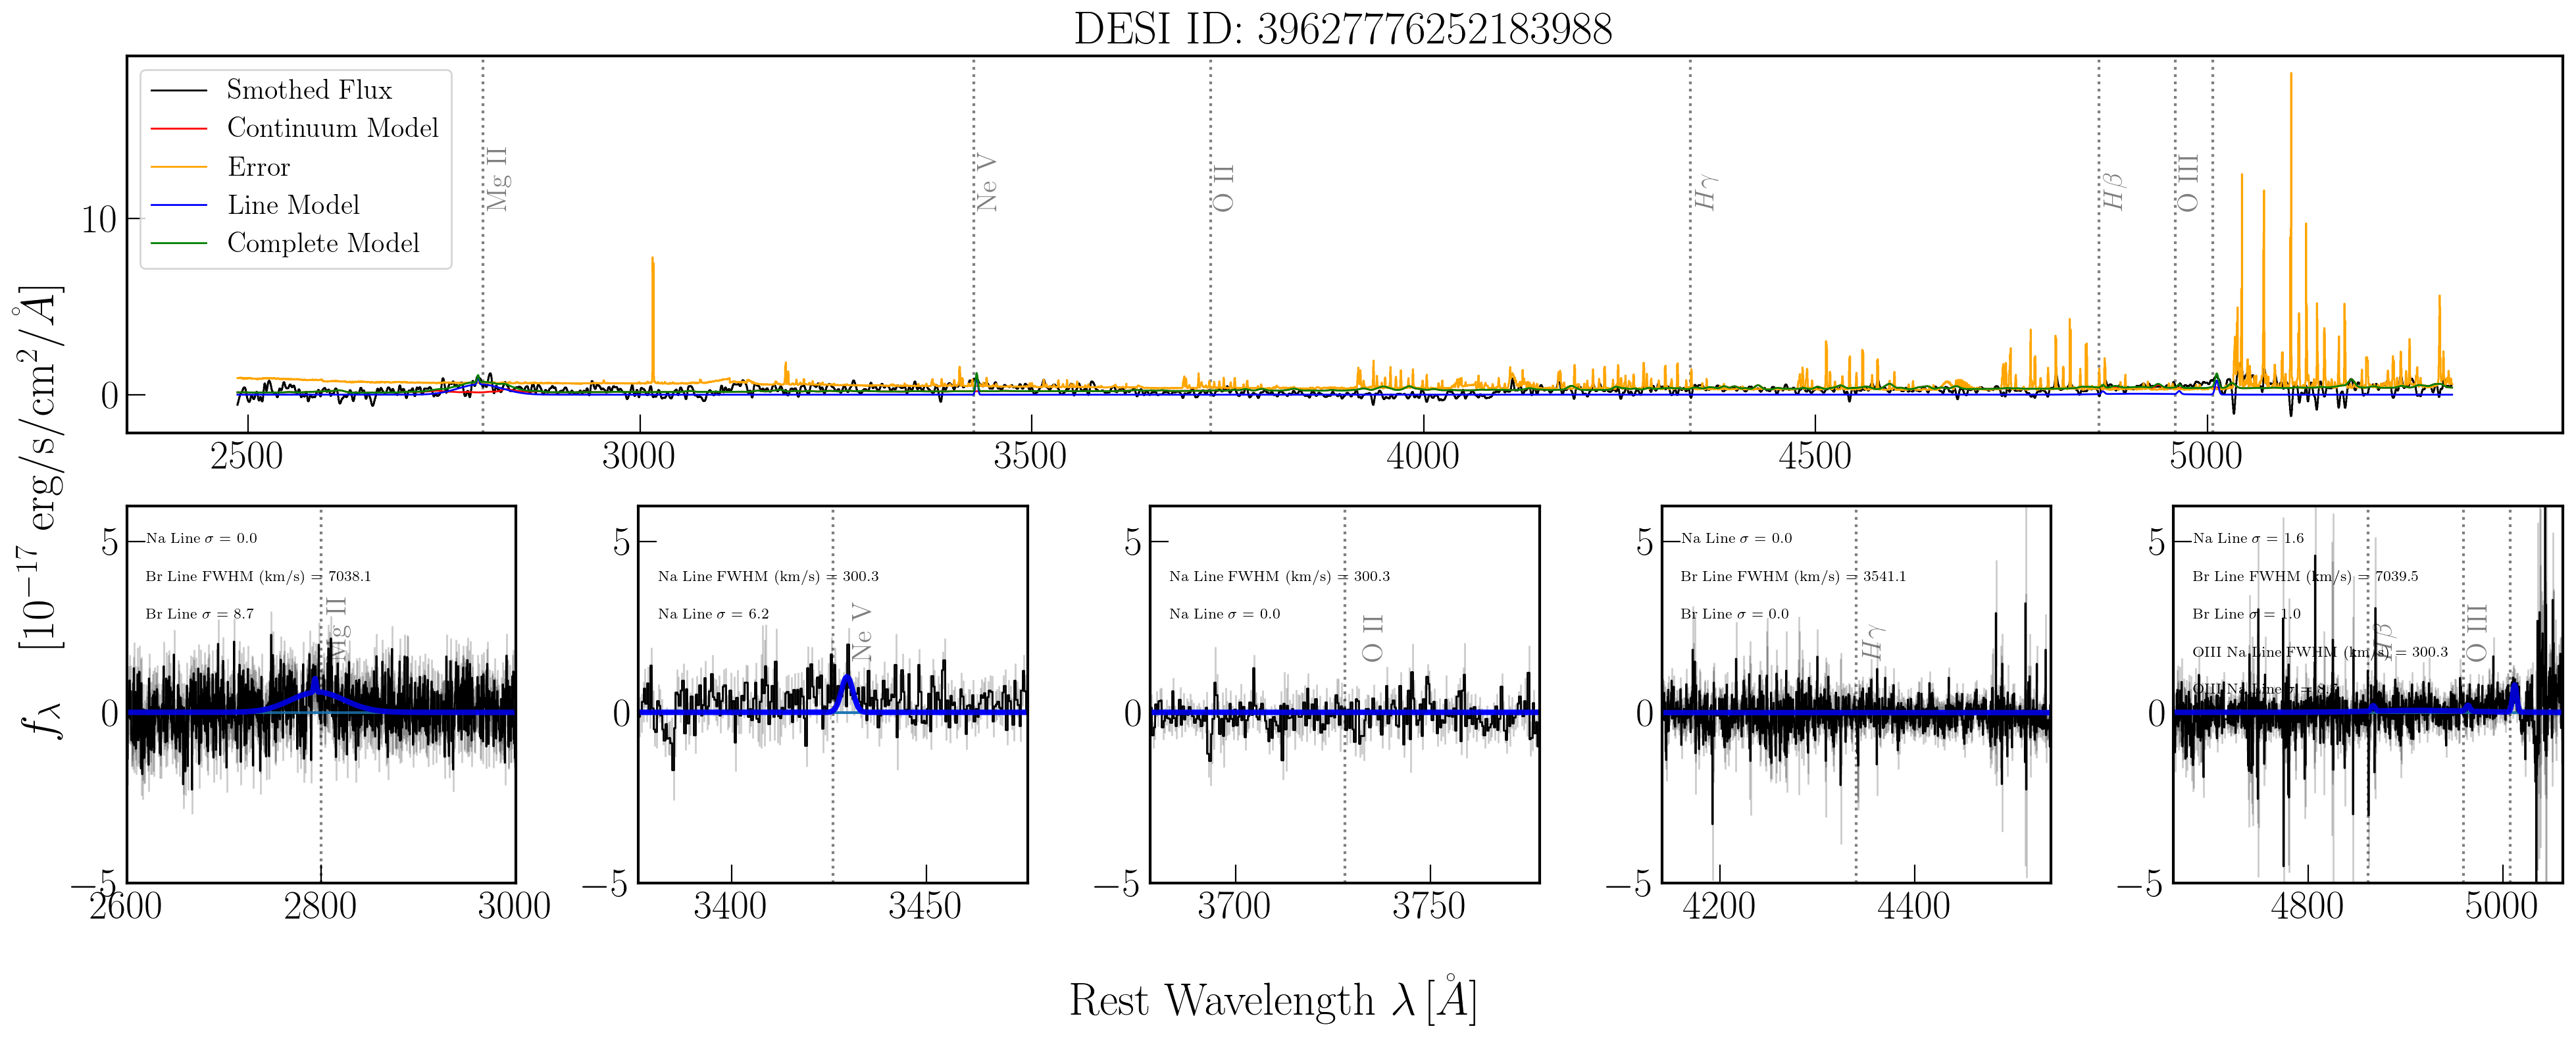 DESI ID: 39627776252183988
Smothed Flux
Continuum Model
Error
Line Model
Complete Model
Mg II
Ne V
O II
Hγ
Hβ
O III
10
0
2500 3000 3500 4000 4500 5000
f_λ [10^{-17} erg/s/cm^2/Å]
5
0
−5
Na Line σ = 0.0
Br Line FWHM (km/s) = 7038.1
Br Line σ = 8.7
Mg II
2600 2800 3000
5
0
−5
Na Line FWHM (km/s) = 300.3
Na Line σ = 6.2
Ne V
3400 3450
5
0
−5
Na Line FWHM (km/s) = 300.3
Na Line σ = 0.0
O II
3700 3750
5
0
−5
Na Line σ = 0.0
Br Line FWHM (km/s) = 3541.1
Br Line σ = 0.0
Hγ
4200 4400
5
0
−5
Na Line σ = 1.6
Br Line FWHM (km/s) = 7039.5
Br Line σ = 1.0
OIII Na Line FWHM (km/s) = 300.3
OIII Na Line σ =
Hβ
O III
4800 5000
Rest Wavelength λ [Å]